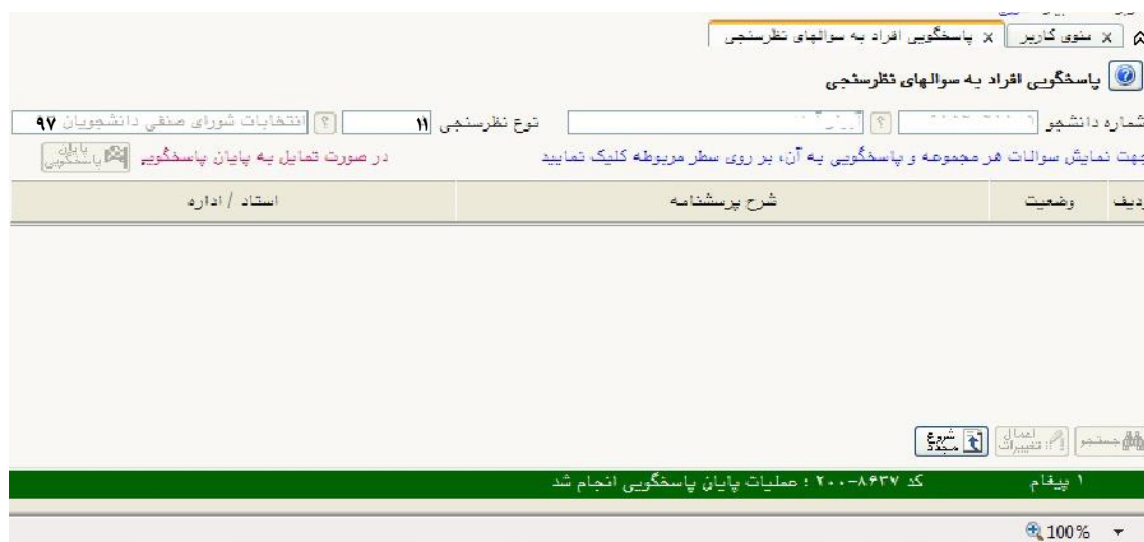 منوی کاربر x پاسخگویی افراد به سوالهای نظرسنجی x
پاسخگویی افراد به سوالهای نظرسنجی
شماره دانشجو ؟ نوع نظرسنجی ۱۱ ؟ انتخابات شورای صنفی دانشجویان ۹۷
جهت نمایش سوالات هر مجموعه و پاسخگویی به آن، بر روی سطر مربوطه کلیک نمایید در صورت تمایل به پایان پاسخگویی پایان پاسخگویی
ردیف وضعیت شرح پرسشنامه استاد / اداره
جستجو اعمال تغییرات شروع مجدد
۱ پیغام کد ۸۶۳۷-۲۰۰ : عملیات پایان پاسخگویی انجام شد
100%